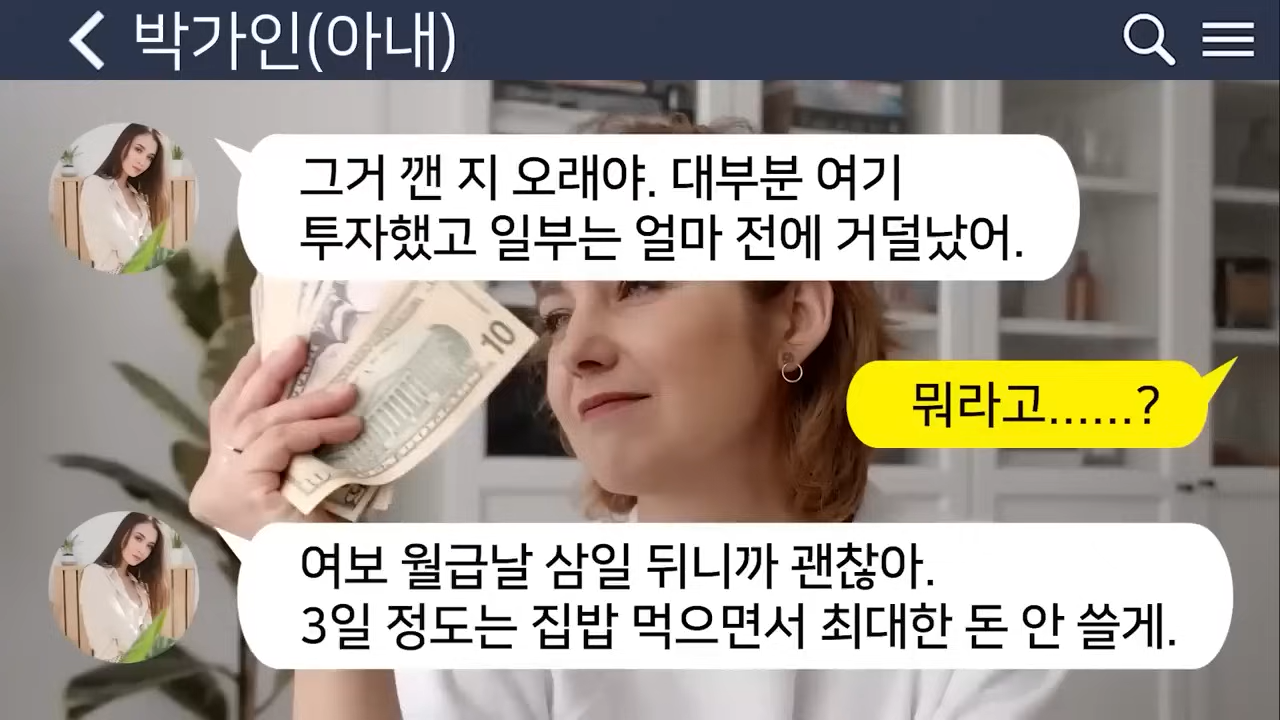 박가인(아내)
그거 깬 지 오래야. 대부분 여기
투자했고 일부는 얼마 전에 거덜났어.
10
뭐라고......?
여보 월급날 삼일 뒤니까 괜찮아.
3일 정도는 집밥 먹으면서 최대한 돈 안 쓸게.